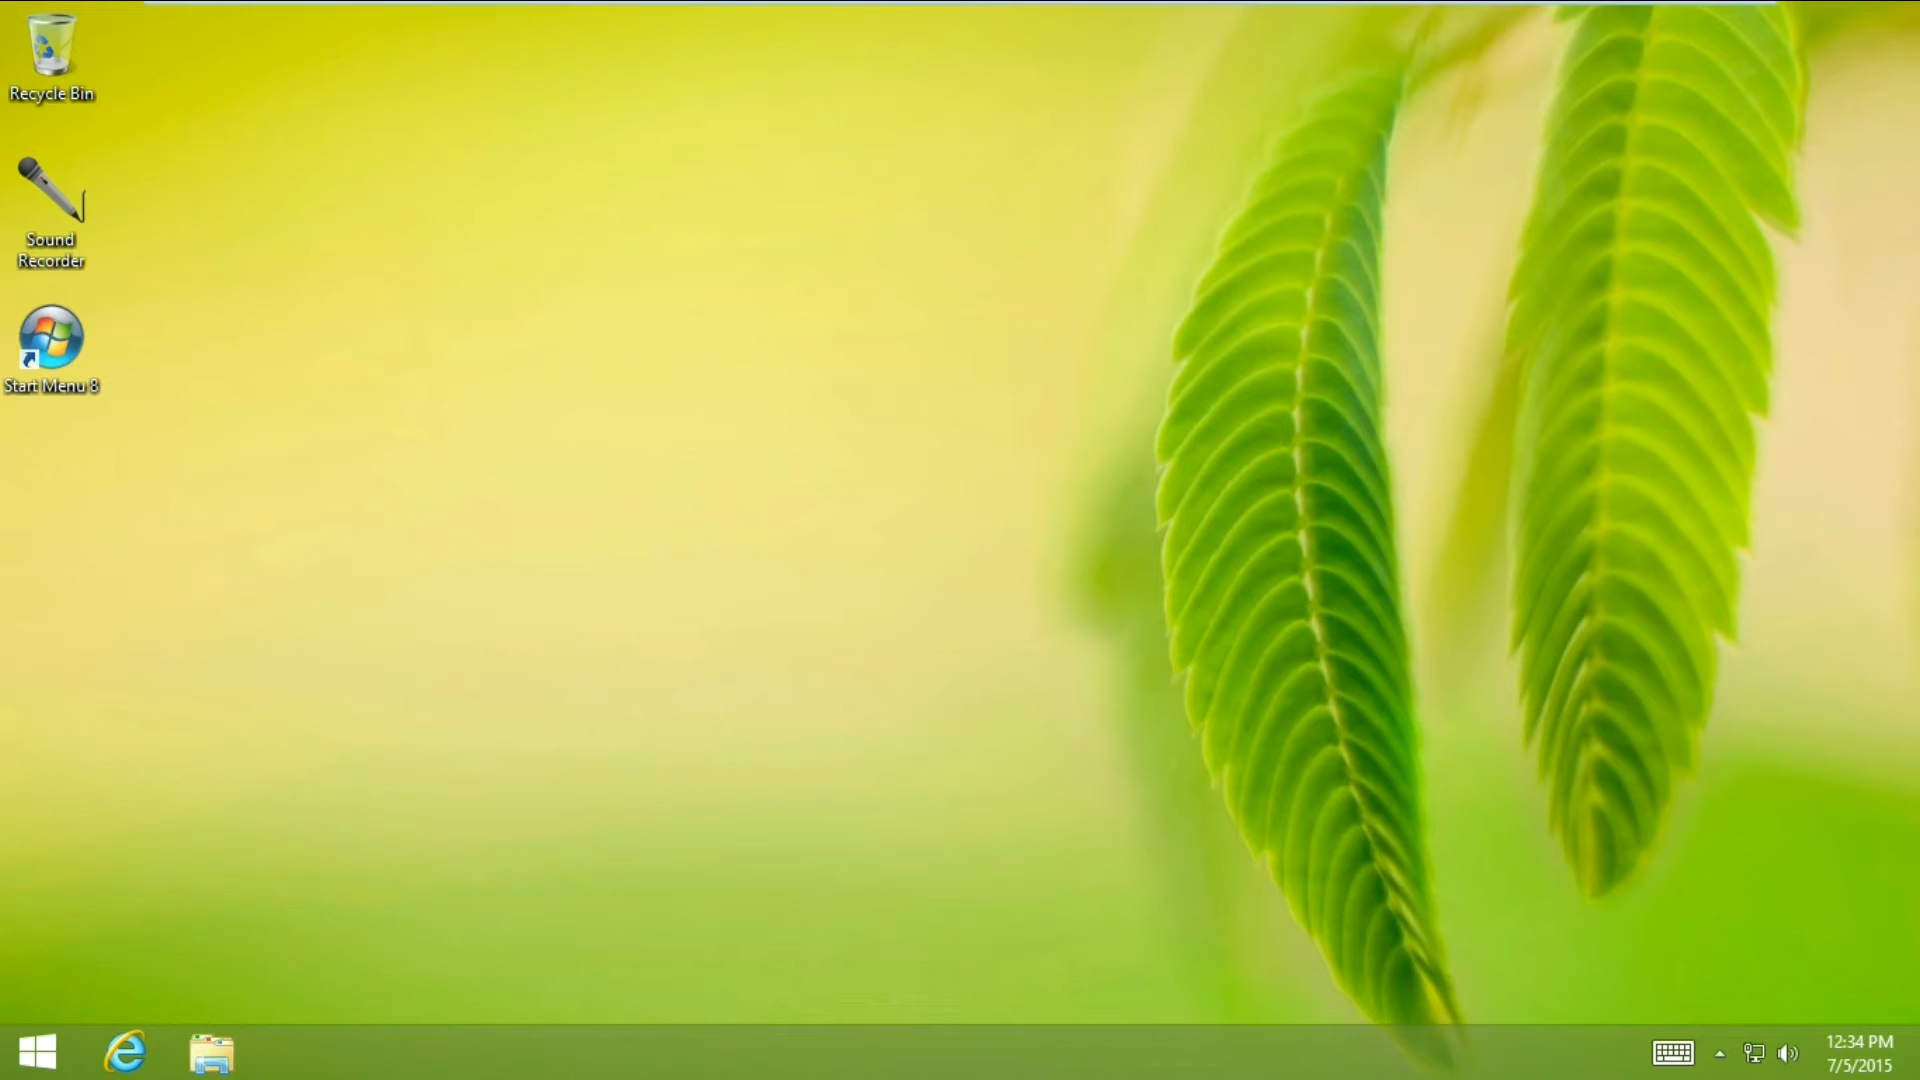 Recycle Bin
Sound
Recorder
Start Menu 8
12:34 PM
7/5/2015